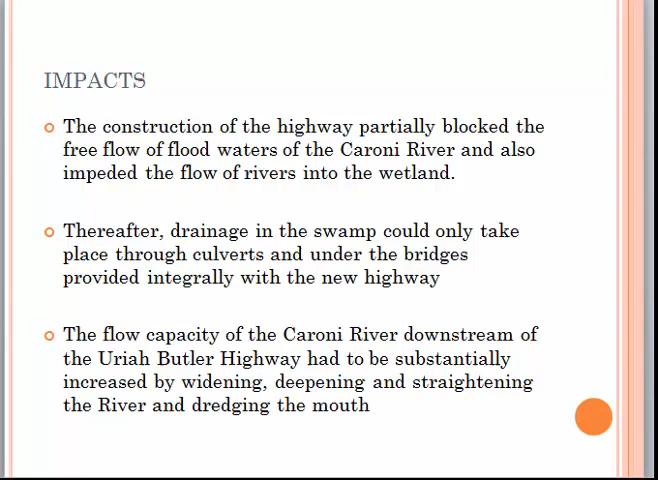 IMPACTS
The construction of the highway partially blocked the
free flow of flood waters of the Caroni River and also
impeded the flow of rivers into the wetland.
Thereafter, drainage in the swamp could only take
place through culverts and under the bridges
provided integrally with the new highway
The flow capacity of the Caroni River downstream of
the Uriah Butler Highway had to be substantially
increased by widening, deepening and straightening
the River and dredging the mouth